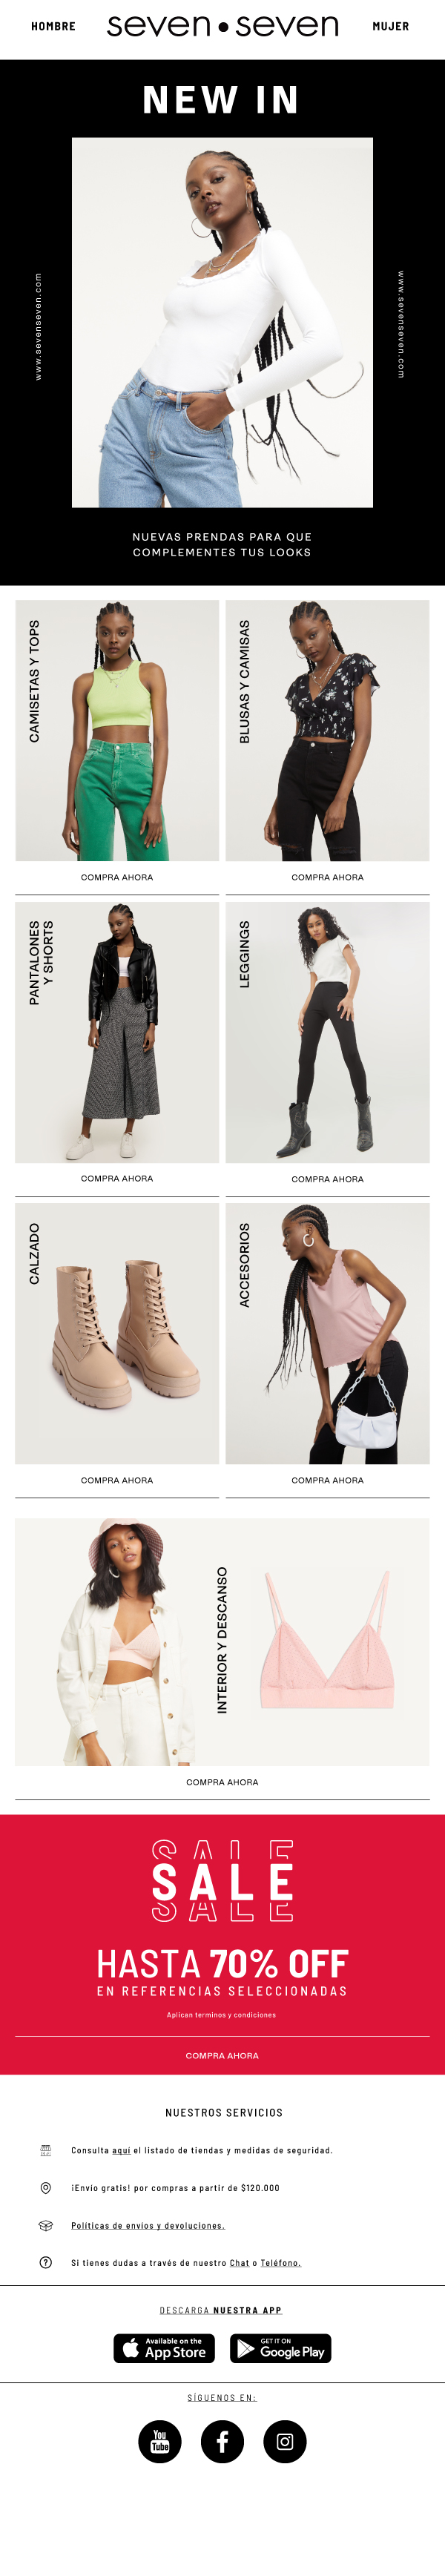 HOMBRE
seven•seven
MUJER
NEW IN
www.sevenseven.com
www.sevenseven.com
NUEVAS PRENDAS PARA QUE
COMPLEMENTES TUS LOOKS
CAMISETAS Y TOPS
BLUSAS Y CAMISAS
COMPRA AHORA
COMPRA AHORA
PANTALONES
Y SHORTS
LEGGINGS
COMPRA AHORA
COMPRA AHORA
CALZADO
ACCESORIOS
COMPRA AHORA
COMPRA AHORA
INTERIOR Y DESCANSO
COMPRA AHORA
SALE
SALE
SALE
HASTA 70% OFF
EN REFERENCIAS SELECCIONADAS
Aplican terminos y condiciones
COMPRA AHORA
NUESTROS SERVICIOS
Consulta aquí el listado de tiendas y medidas de seguridad.
¡Envío gratis! por compras a partir de $120.000
Políticas de envíos y devoluciones.
Si tienes dudas a través de nuestro Chat o Teléfono.
DESCARGA NUESTRA APP
Available on the
App Store
GET IT ON
Google Play
SÍGUENOS EN:
You
Tube